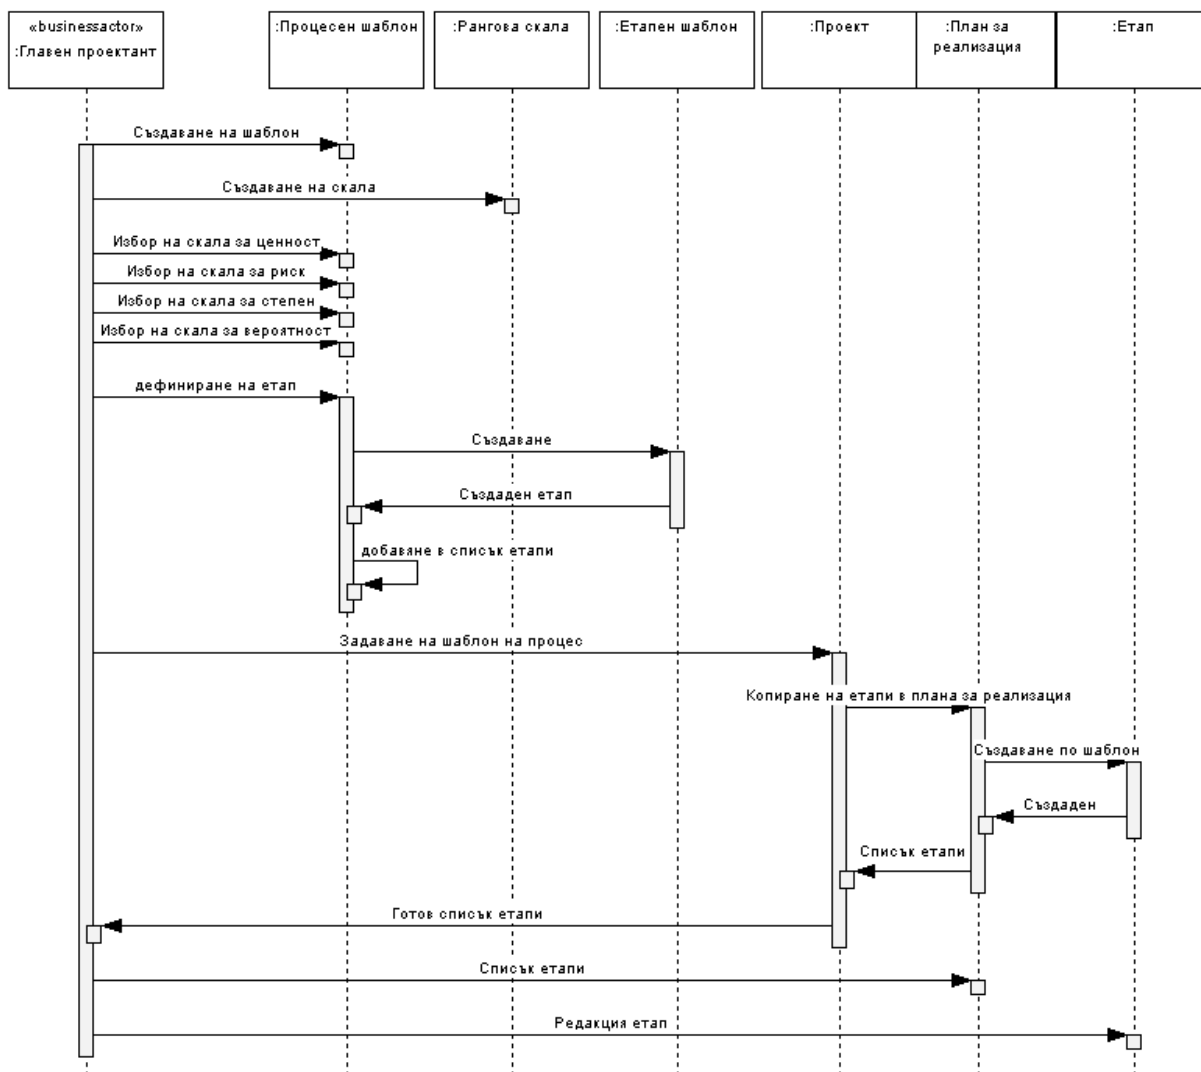 «businessactor»
:Главен проектант
:Процесен шаблон
:Рангова скала
:Етапен шаблон
:Проект
:План за
реализация
:Етап
Създаване на шаблон
Създаване на скала
Избор на скала за ценност
Избор на скала за риск
Избор на скала за степен
Избор на скала за вероятност
дефиниране на етап
Създаване
Създаден етап
добавяне в списък етапи
Задаване на шаблон на процес
Копиране на етапи в плана за реализация
Създаване по шаблон
Създаден
Списък етапи
Готов списък етапи
Списък етапи
Редакция етап